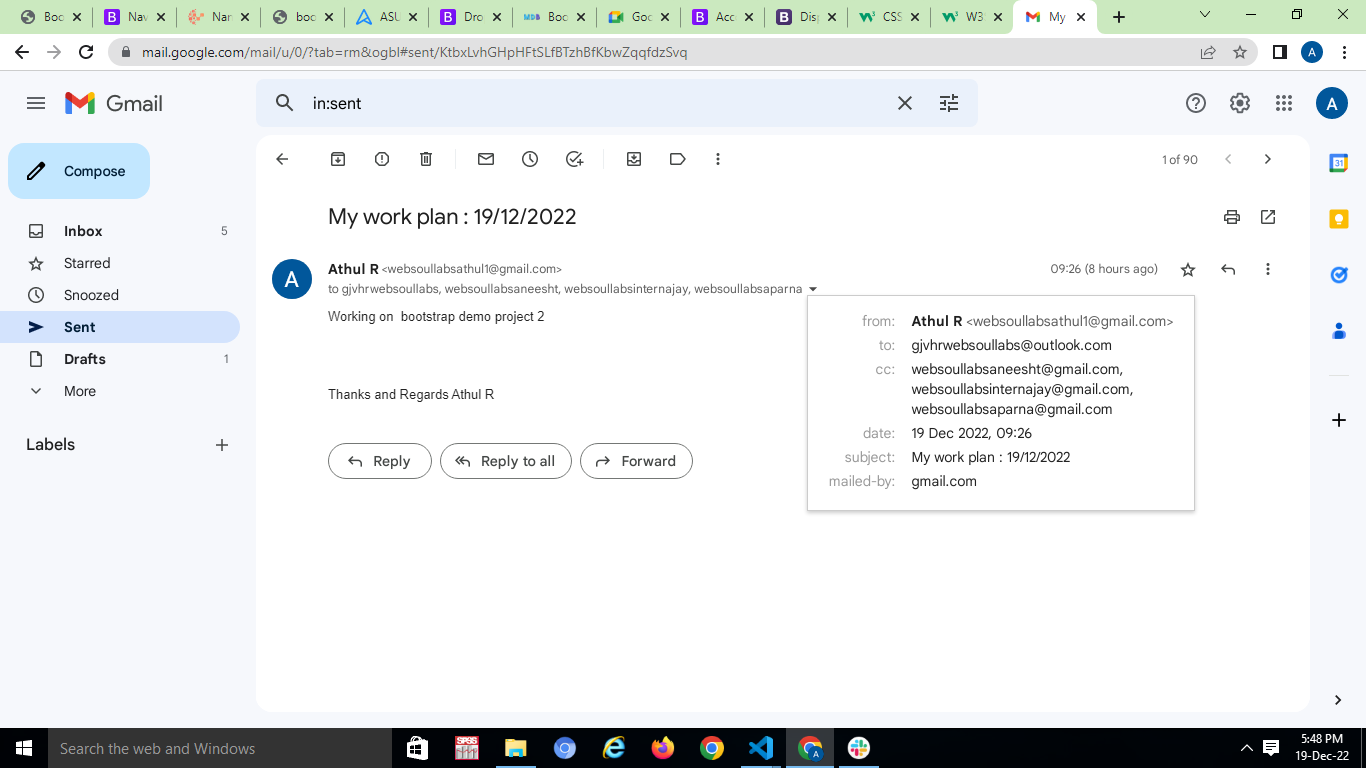 Boo
Nav
Nar
boo
ASU
Dro
MDB
Boo
Goo
Acc
Disp
CSS
W3
My
mail.google.com/mail/u/0/?tab=rm&ogbl#sent/KtbxLvhGHpHFtSLfBTzhBfKbwZqqfdzSvq
A
Gmail
in:sent
A
Compose
1 of 90
31
My work plan : 19/12/2022
Inbox 5
Starred
Snoozed
Sent
Drafts 1
More
Labels
A
Athul R <websoullabsathul1@gmail.com>
09:26 (8 hours ago)
to gjvhrwebsoullabs, websoullabsaneesht, websoullabsinternajay, websoullabsaparna
Working on bootstrap demo project 2
Thanks and Regards Athul R
from: Athul R <websoullabsathul1@gmail.com>
to: gjvhrwebsoullabs@outlook.com
cc: websoullabsaneesht@gmail.com,
websoullabsinternajay@gmail.com,
websoullabsaparna@gmail.com
date: 19 Dec 2022, 09:26
subject: My work plan : 19/12/2022
mailed-by: gmail.com
Reply
Reply to all
Forward
Search the web and Windows
SPSS
A
5:48 PM
19-Dec-22